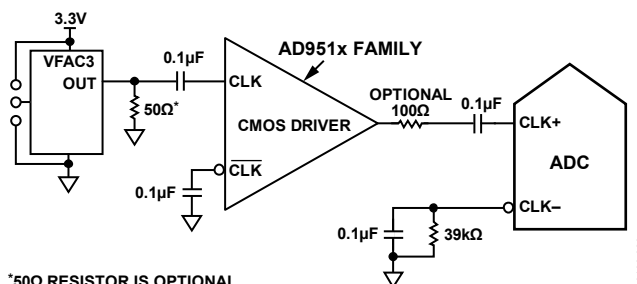 3.3V
VFAC3
OUT
50Ω*
0.1µF
CLK
CLK
0.1µF
AD951x FAMILY
CMOS DRIVER
OPTIONAL
100Ω
0.1µF
CLK+
ADC
CLK–
0.1µF
39kΩ
*50Ω RESISTOR IS OPTIONAL